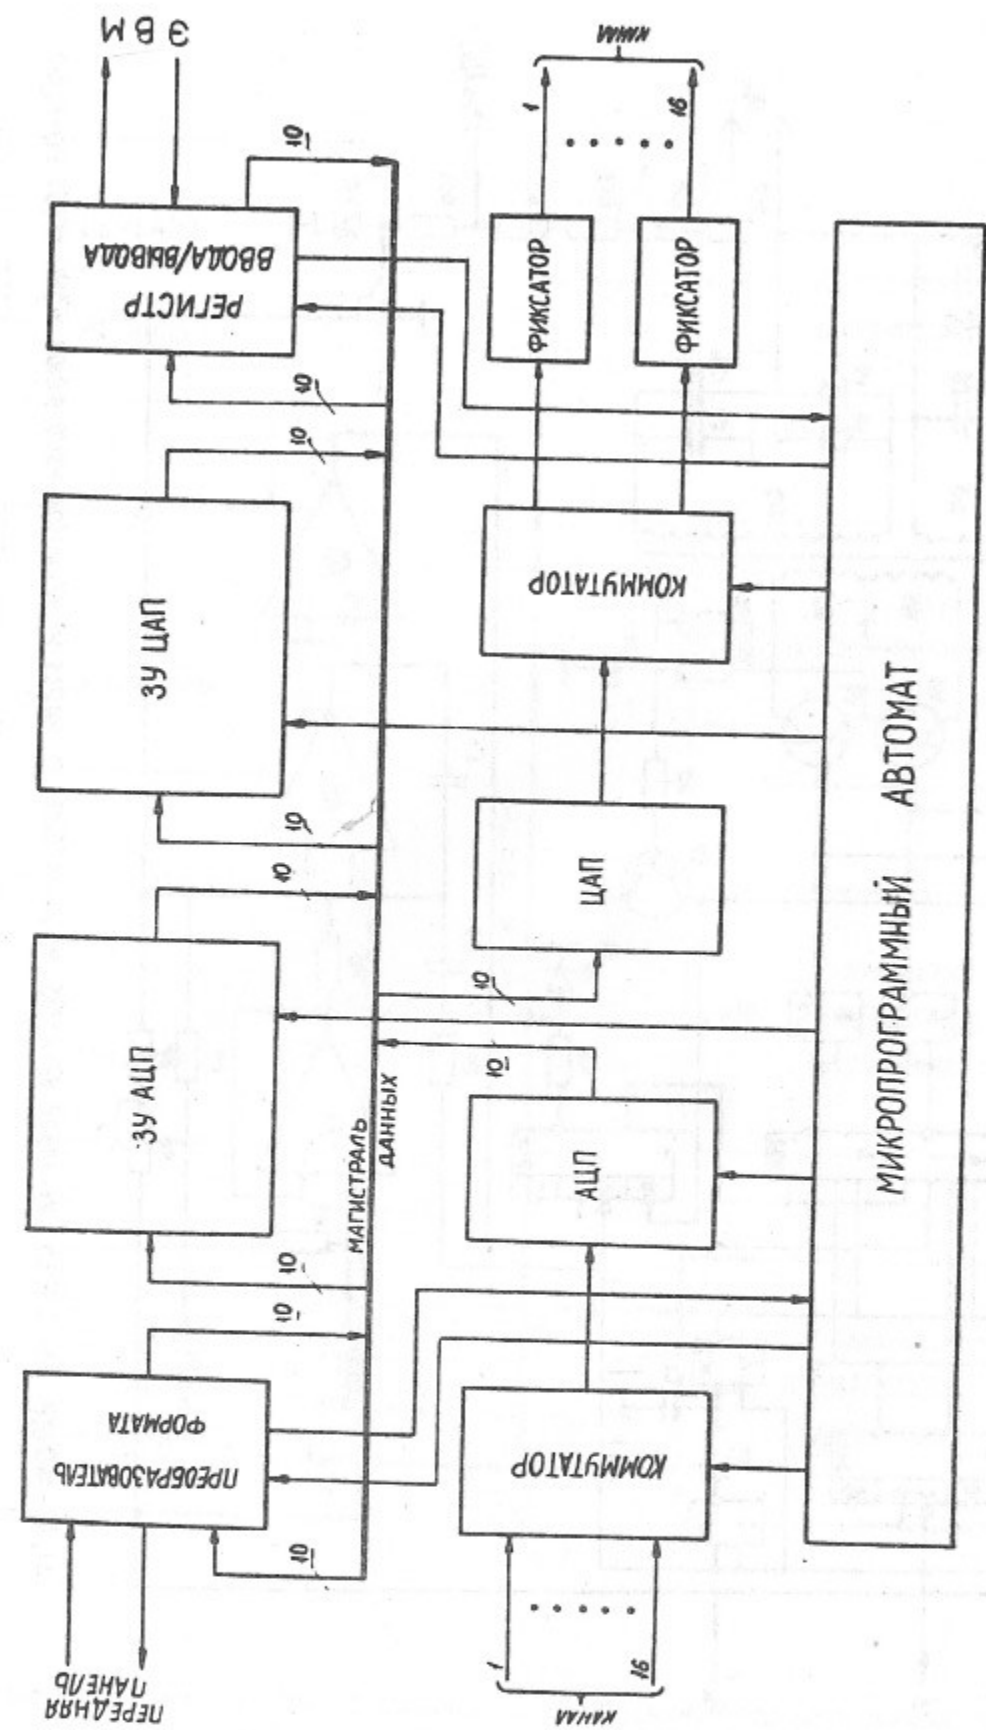 ПЕРЕДНЯЯ
ПАНЕЛЬ
ПРЕОБРАЗОВАТЕЛЬ
ФОРМАТА
10
10
10
ЗУ АЦП
10
10
ЗУ ЦАП
10
10
РЕГИСТР
ВВОДА/ВЫВОДА
10
ЭВМ
МАГИСТРАЛЬ
ДАННЫХ
10
10
КАНАЛ
1
16
КОММУТАТОР
АЦП
ЦАП
КОММУТАТОР
ФИКСАТОР
ФИКСАТОР
1
16
КАНАЛ
МИКРОПРОГРАММНЫЙ АВТОМАТ